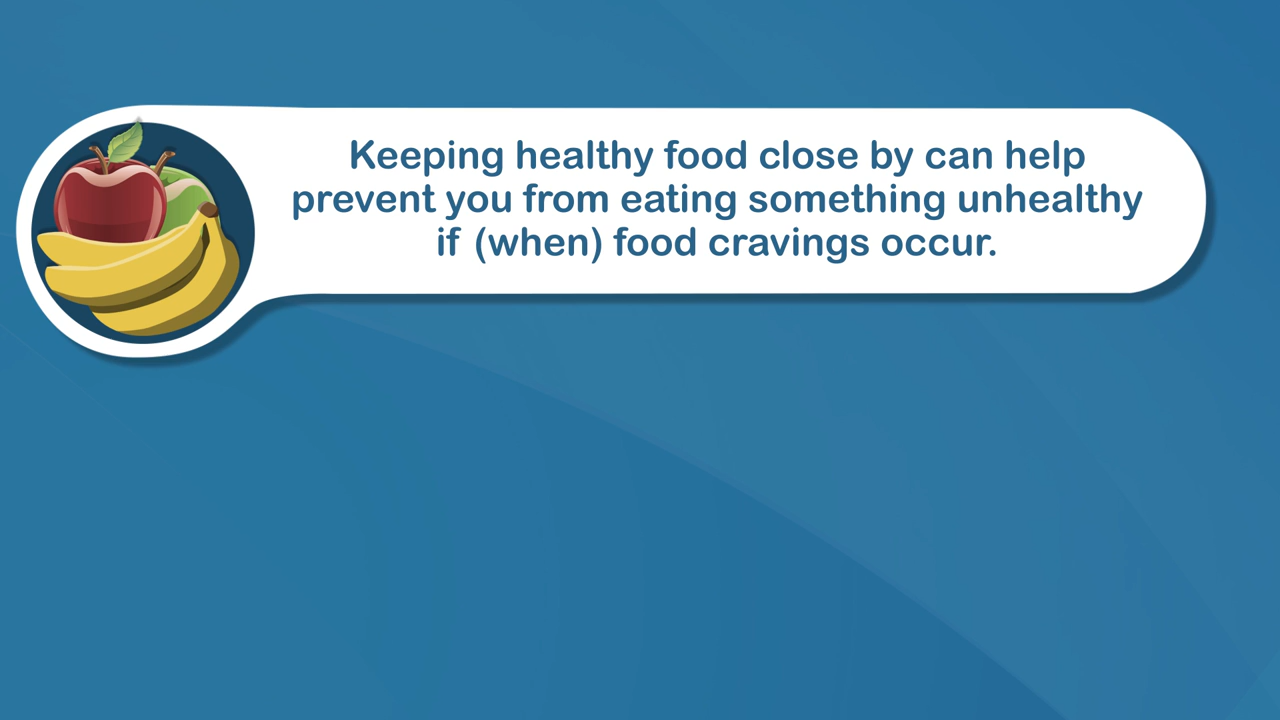 Keeping healthy food close by can help
prevent you from eating something unhealthy
if (when) food cravings occur.